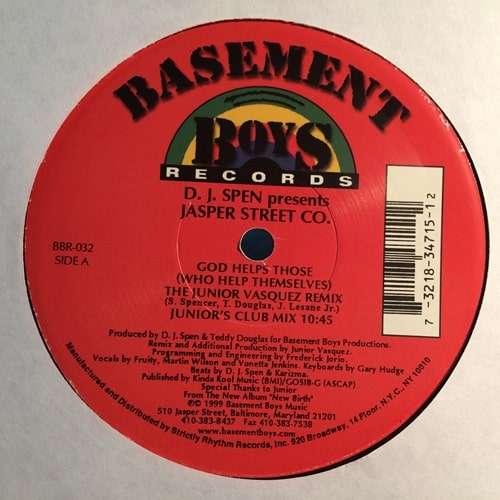 BASEMENT
BOYS
RECORDS
D. J. SPEN presents
JASPER STREET CO.
BBR-032
SIDE A
GOD HELPS THOSE
(WHO HELP THEMSELVES)
THE JUNIOR VASQUEZ REMIX
(S. Spencer, T. Douglas, J. Lesane Jr.)
JUNIOR'S CLUB MIX 10:45
7 -3218-34715-1 2
Produced by D. J. Spen & Teddy Douglas for Basement Boys Productions.
Remix and Additional Production by Junior Vasquez.
Programming and Engineering by Frederick Jorio.
Vocals by Fruity, Martin Wilson and Vonetta Jenkins. Keyboards by Gary Hudge
Beats by D. J. Spen & Karizma.
Published by Kinda Kool Music (BMI)/GOSIB-G (ASCAP)
Special Thanks to Junior
From The New Album "New Birth"
© 1999 Basement Boys Music
510 Jasper Street, Baltimore, Maryland 21201
410-383-8437 Fax 410-383-7538
www.basementboys.com
Manufactured and Distributed by Strictly Rhythm Records, Inc. 920 Broadway, 14 Floor, N.Y.C., NY 10010